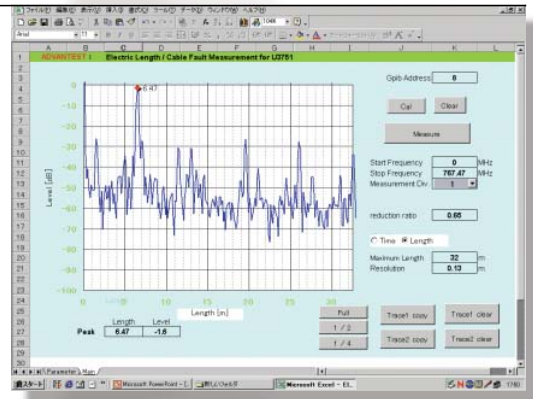 ADVANTEST : Electric Length / Cable Fault Measurement for U3751
Arial
A B C D E F G H I J K L
Gpib Address 8
Cal Clear
Measure
6.47
0
-10
-20
-30
-40
-50
-60
-70
-80
-90
-100
Level [dB]
0 5 10 15 20 25 30
Length [m]
Start Frequency 0 MHz
Stop Frequency 767.47 MHz
Measurement Div 1
reduction ratio 0.65
Time Length
Maximum Length 32 m
Resolution 0.13 m
Length Level
Peak 6.47 -1.6
Full
1 / 2
1 / 4
Trace1 copy Trace1 clear
Trace2 copy Trace2 clear
Parameter Main
Microsoft PowerPoint - [
Microsoft Excel - El...